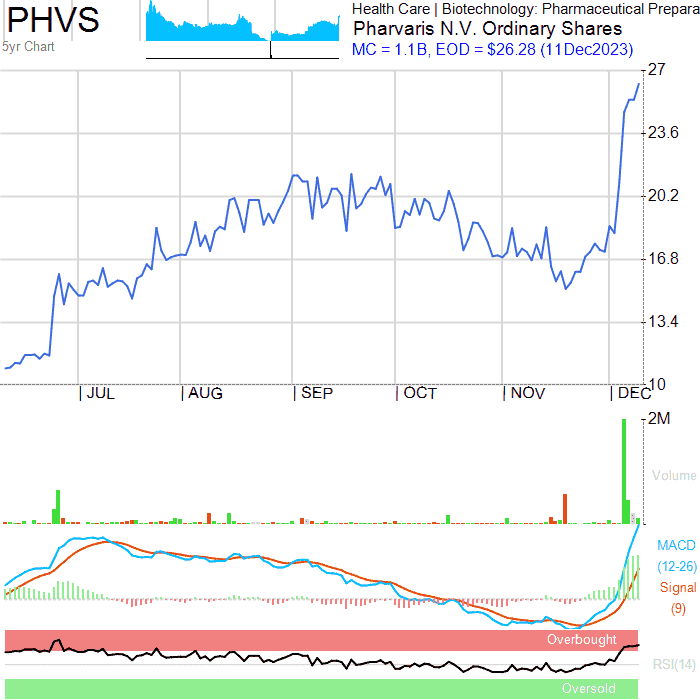 PHVS
5yr Chart
Health Care | Biotechnology: Pharmaceutical Prepara
Pharvaris N.V. Ordinary Shares
MC = 1.1B, EOD = $26.28 (11Dec2023)
27
23.6
20.2
16.8
13.4
10
JUL
AUG
SEP
OCT
NOV
DEC
2M
Volume
MACD
(12-26)
Signal
(9)
Overbought
RSI(14)
Oversold